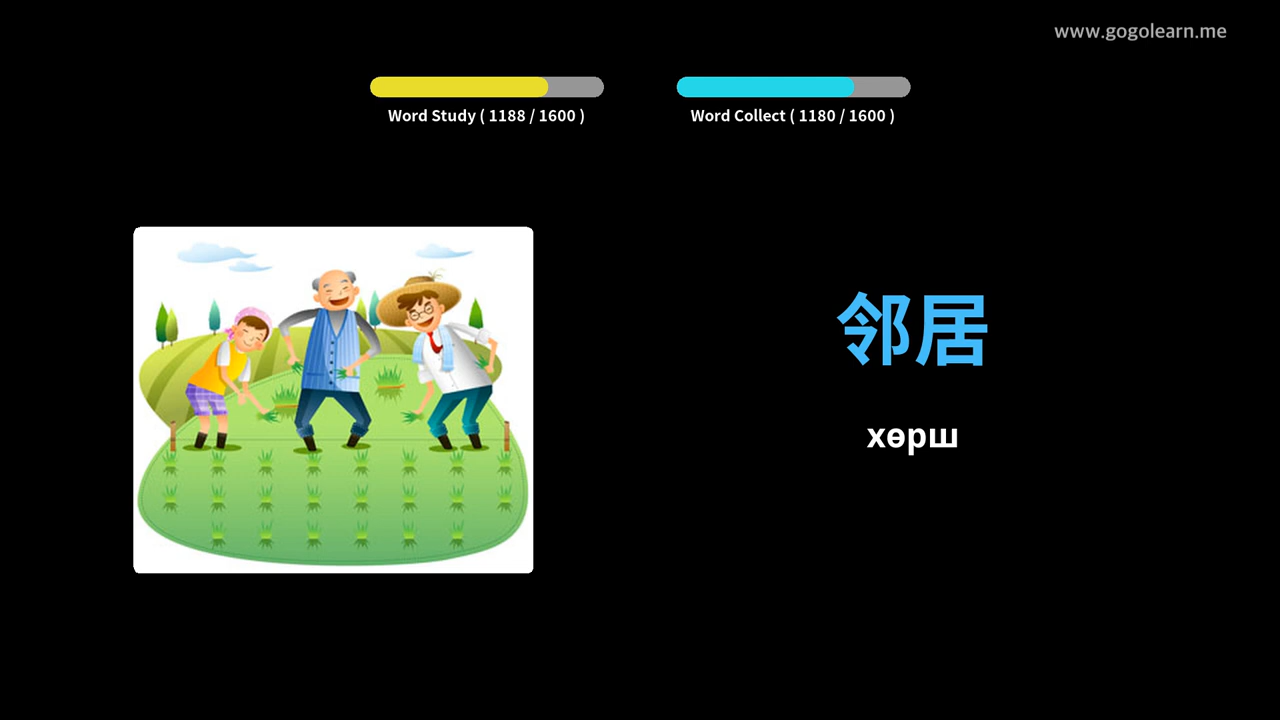 www.gogolearn.me
Word Study ( 1188 / 1600 )
Word Collect ( 1180 / 1600 )
邻居
хөрш